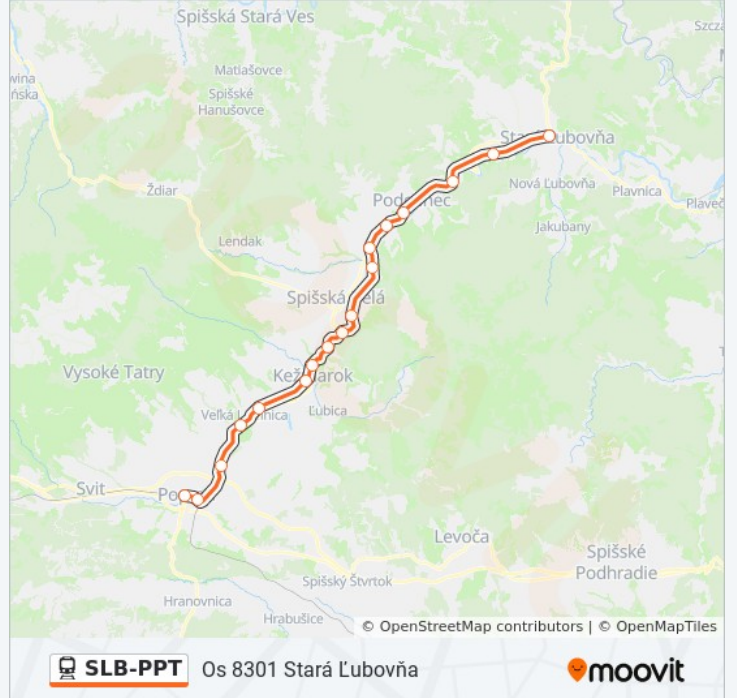 Spišská Stará Ves
Matiašovce
Spišské
Hanušovce
Ždiar
Stará Ľubovňa
Nová Ľubovňa
Plavnica
Jakubany
Podolínec
Lendak
Spišská Belá
Vysoké Tatry
Kežmarok
Ľubica
Veľká Lomnica
Svit
Levoča
Spišské
Podhradie
Spišský Štvrtok
Hranovnica
Hrabušice
© OpenStreetMap contributors | © OpenMapTiles
SLB-PPT Os 8301 Stará Ľubovňa moovit